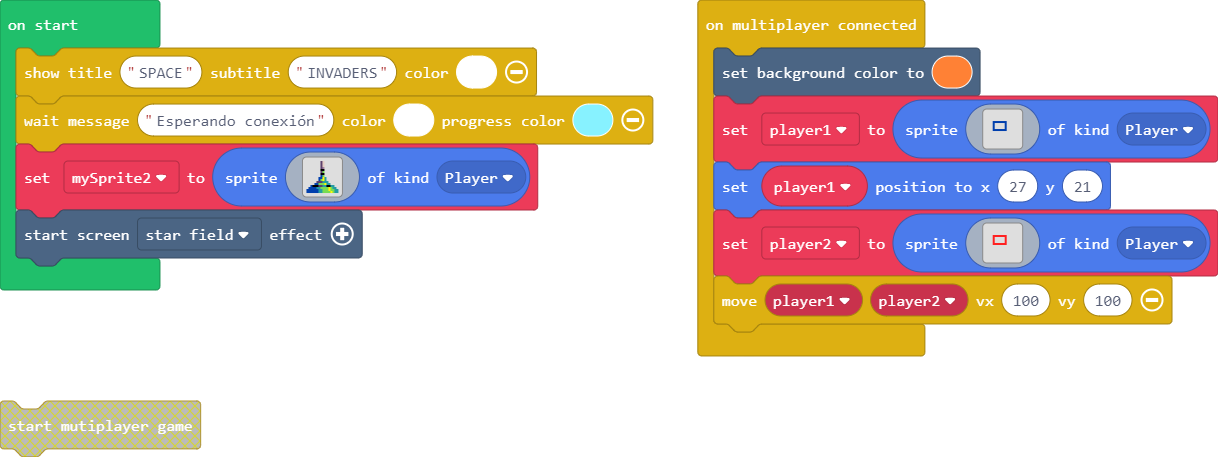 on start
show title "SPACE" subtitle "INVADERS" color
wait message "Esperando conexión" color progress color
set mySprite2 to sprite of kind Player
start screen star field effect
on multiplayer connected
set background color to
set player1 to sprite of kind Player
set player1 position to x 27 y 21
set player2 to sprite of kind Player
move player1 player2 vx 100 vy 100
start mutiplayer game